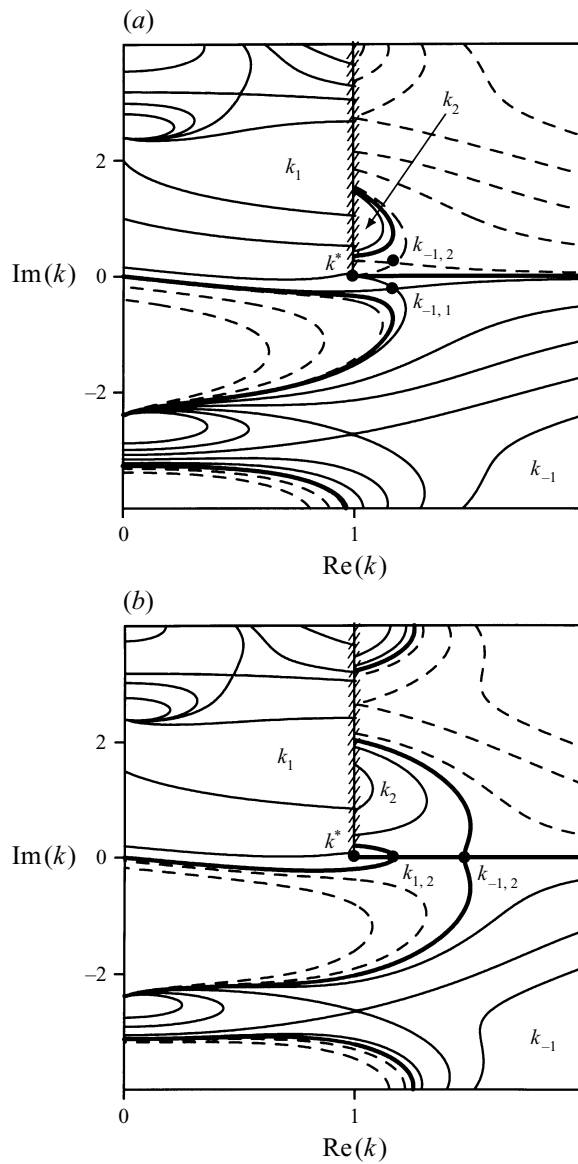 (a)
k₂
2
k₁
k₋₁,₂
Im(k)
0
k*
k₋₁,₁
−2
k₋₁
0
1
Re(k)
(b)
2
k₁
k₂
k*
Im(k)
0
k₁,₂
k₋₁,₂
−2
k₋₁
0
1
Re(k)